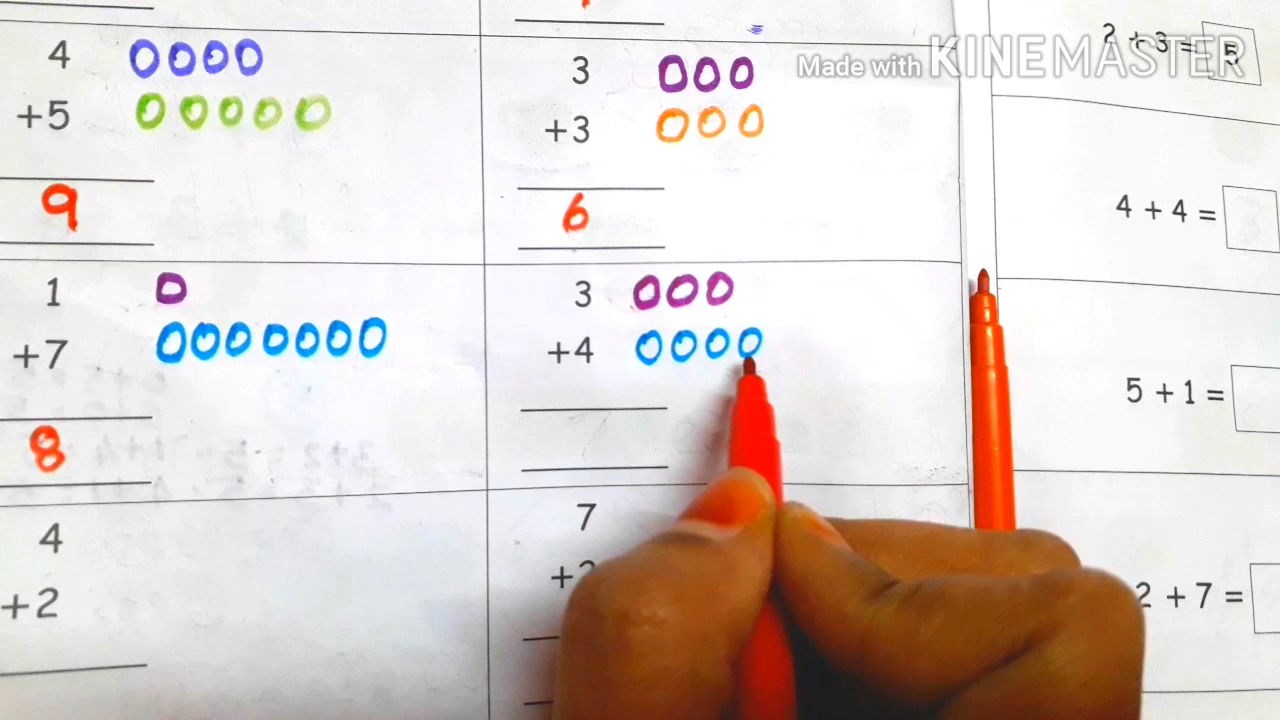 4
+5
9
3
+3
6
1
+7
8
3
+4
4
+2
7
Made with KINEMASTER
2 + 3 = 5
4 + 4 =
5 + 1 =
2 + 7 =